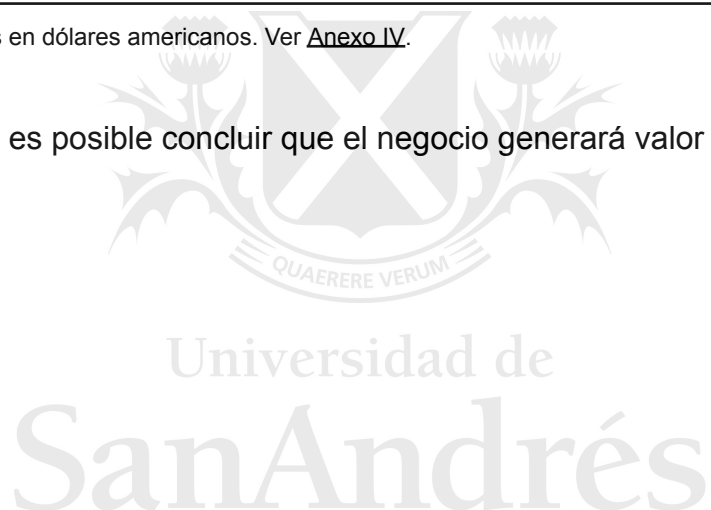 s en dólares americanos. Ver Anexo IV.
es posible concluir que el negocio generará valor
QUAERERE VERUM
Universidad de
SanAndrés